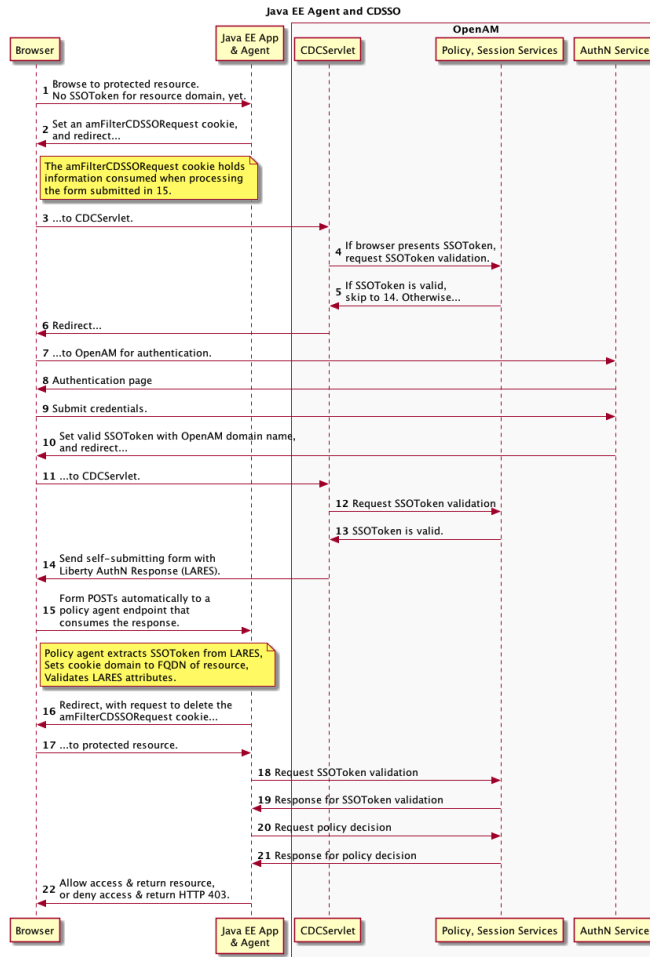 Java EE Agent and CDSSO
OpenAM
Browser
Java EE App
& Agent
CDCServlet
Policy, Session Services
AuthN Service
1 Browse to protected resource.
No SSOToken for resource domain, yet.
2 Set an amFilterCDSSORequest cookie,
and redirect...
The amFilterCDSSORequest cookie holds
information consumed when processing
the form submitted in 15.
3 ...to CDCServlet.
4 If browser presents SSOToken,
request SSOToken validation.
5 If SSOToken is valid,
skip to 14. Otherwise...
6 Redirect...
7 ...to OpenAM for authentication.
8 Authentication page
9 Submit credentials.
10 Set valid SSOToken with OpenAM domain name,
and redirect...
11 ...to CDCServlet.
12 Request SSOToken validation
13 SSOToken is valid.
14 Send self-submitting form with
Liberty AuthN Response (LARES).
15 Form POSTs automatically to a
policy agent endpoint that
consumes the response.
Policy agent extracts SSOToken from LARES,
Sets cookie domain to FQDN of resource,
Validates LARES attributes.
16 Redirect, with request to delete the
amFilterCDSSORequest cookie...
17 ...to protected resource.
18 Request SSOToken validation
19 Response for SSOToken validation
20 Request policy decision
21 Response for policy decision
22 Allow access & return resource,
or deny access & return HTTP 403.
Browser
Java EE App
& Agent
CDCServlet
Policy, Session Services
AuthN Service